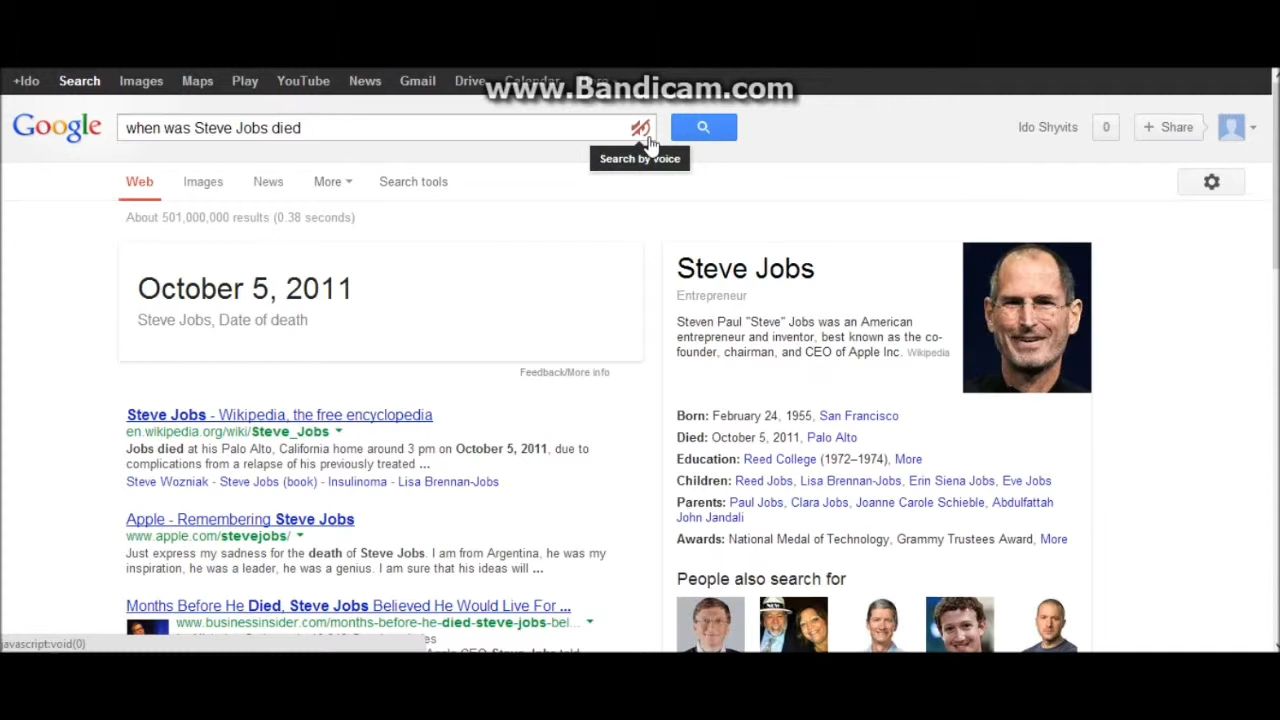 www.Bandicam.com
+Ido Search Images Maps Play YouTube News Gmail Drive Calendar
Google when was Steve Jobs died Ido Shyvits 0 + Share
Search by voice
Web Images News More Search tools
About 501,000,000 results (0.38 seconds)
October 5, 2011
Steve Jobs, Date of death
Feedback/More info
Steve Jobs - Wikipedia, the free encyclopedia
en.wikipedia.org/wiki/Steve_Jobs
Jobs died at his Palo Alto, California home around 3 pm on October 5, 2011, due to
complications from a relapse of his previously treated ...
Steve Wozniak - Steve Jobs (book) - Insulinoma - Lisa Brennan-Jobs
Apple - Remembering Steve Jobs
www.apple.com/stevejobs/
Just express my sadness for the death of Steve Jobs. I am from Argentina, he was my
inspiration, he was a leader, he was a genius. I am sure that his ideas will ...
Months Before He Died, Steve Jobs Believed He Would Live For ...
www.businessinsider.com/months-before-he-died-steve-jobs-bel...
javascript:void(0)
Steve Jobs
Entrepreneur
Steven Paul "Steve" Jobs was an American
entrepreneur and inventor, best known as the co-
founder, chairman, and CEO of Apple Inc. Wikipedia
Born: February 24, 1955, San Francisco
Died: October 5, 2011, Palo Alto
Education: Reed College (1972–1974), More
Children: Reed Jobs, Lisa Brennan-Jobs, Erin Siena Jobs, Eve Jobs
Parents: Paul Jobs, Clara Jobs, Joanne Carole Schieble, Abdulfattah
John Jandali
Awards: National Medal of Technology, Grammy Trustees Award, More
People also search for